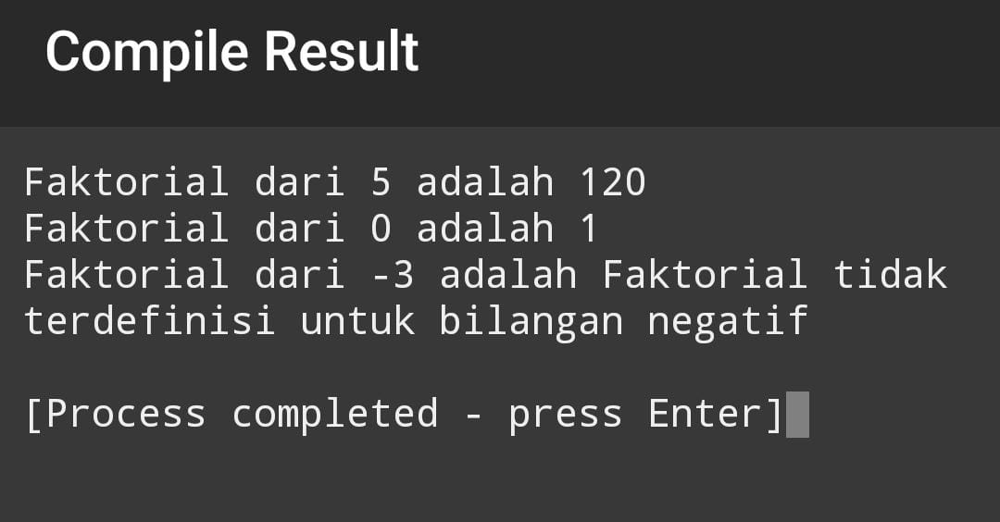 Compile Result
Faktorial dari 5 adalah 120
Faktorial dari 0 adalah 1
Faktorial dari -3 adalah Faktorial tidak
terdefinisi untuk bilangan negatif
[Process completed - press Enter]